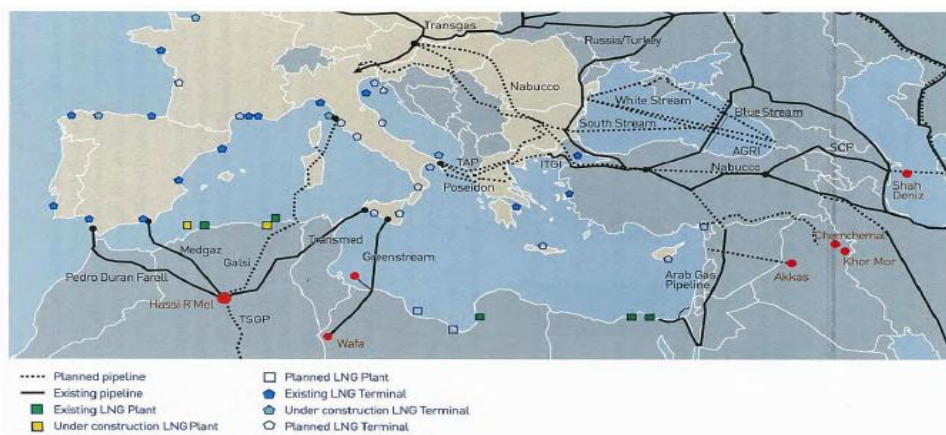 Transgas
Russia/Turkey
Nabucco
White Stream
Blue Stream
South Stream
AGRI
SCP
TAP
ITGI
Nabucco
Poseidon
Shah
Deniz
Medgaz
Galsi
Transmed
Greenstream
Chemchemal
Khor Mor
Pedro Duran Farell
Arab Gas
Pipeline
Akkas
Hassi R'Mel
TSGP
Wafa
Planned pipeline
Existing pipeline
Existing LNG Plant
Under construction LNG Plant
Planned LNG Plant
Existing LNG Terminal
Under construction LNG Terminal
Planned LNG Terminal